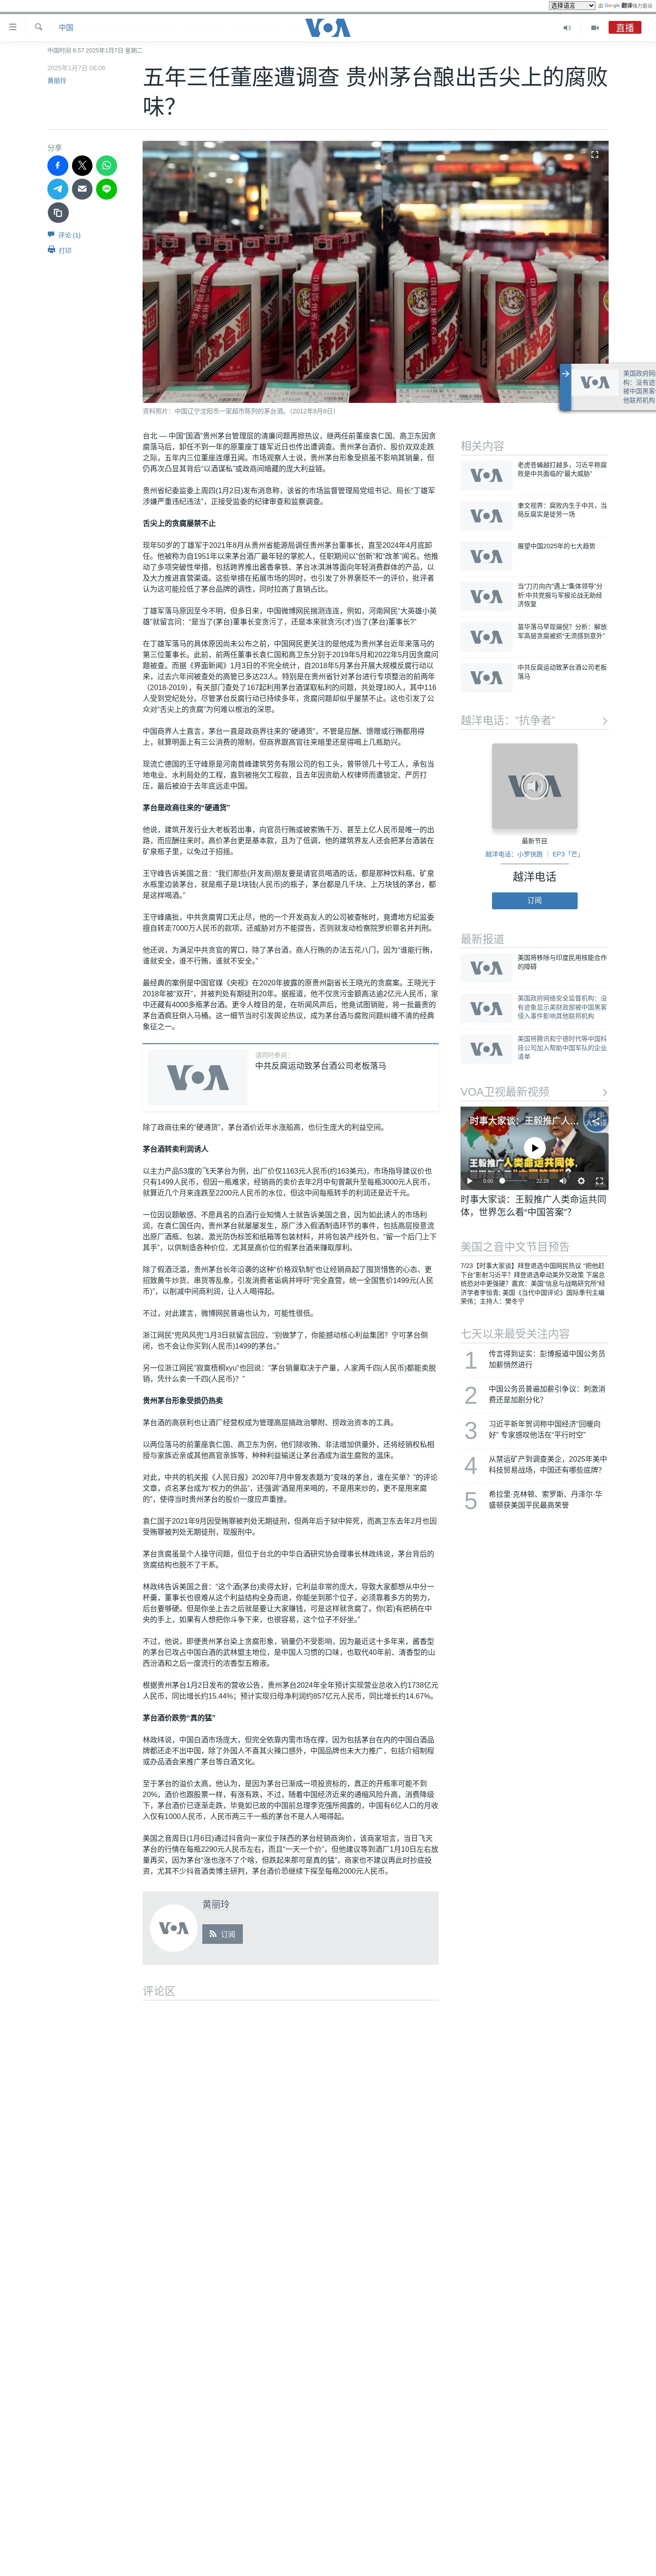 选择语言 由 Google 翻译强力驱动
中国
VOA
直播
中国时间 8:57 2025年1月7日 星期二
2025年1月7日 06:06
黄丽玲
五年三任董座遭调查 贵州茅台酿出舌尖上的腐败
味？
分享
评论 (1)
打印
资料照片：中国辽宁沈阳市一家超市陈列的茅台酒。（2012年8月8日）
台北 — 中国“国酒”贵州茅台管理层的清廉问题再掀热议，继两任前董座袁仁国、高卫东因贪
腐落马后，卸任不到一年的原董座丁雄军近日也传出遭调查。贵州茅台酒价、股价双双走跌
之际，五年内三位董座连爆丑闻。市场观察人士说，贵州茅台形象受损虽不影响其销量，但
仍再次凸显其背后“以酒谋私”或政商间暗藏的庞大利益链。
贵州省纪委监委上周四(1月2日)发布消息称，该省的市场监督管理局党组书记、局长“丁雄军
涉嫌严重违纪违法”，正接受监委的纪律审查和监察调查。
舌尖上的贪腐屡禁不止
现年50岁的丁雄军于2021年8月从贵州省能源局调任贵州茅台董事长，直至2024年4月底卸
任。他被称为自1951年以来茅台酒厂最年轻的掌舵人，任职期间以“创新”和“改革”闻名。他推
动了多项突破性举措，包括跨界推出酱香拿铁、茅台冰淇淋等面向年轻消费群体的产品，以
及大力推进直营渠道。这些举措在拓展市场的同时，也引发了外界褒贬不一的评价，批评者
认为这可能拉低了茅台品牌的调性，同时拉高了直销占比。
丁雄军落马原因至今不明，但多日来，中国微博网民揣测连连，例如，河南网民“大英雄小英
雄”就留言问：“是当了(茅台)董事长变贪污了，还是本来就贪污(才)当了(茅台)董事长?”
在丁雄军落马的具体原因尚未公布之前，中国网民更关注的是他成为贵州茅台近年来落马的
第三位董事长。此前，前两任董事长袁仁国和高卫东分别于2019年5月和2022年5月因贪腐问
题被查。而据《界面新闻》1月3日的不完全统计，自2018年5月茅台开展大规模反腐行动以
来，过去六年间被查处的高管已多达23人。特别是在贵州省针对茅台进行专项整治的前两年
（2018-2019），有关部门查处了167起利用茅台酒谋取私利的问题，共处理180人，其中116
人受到党纪处分。尽管茅台反腐行动已持续多年，贪腐问题却似乎屡禁不止。这也引发了公
众对“舌尖上的贪腐”为何难以根治的深思。
中国商界人士直言，茅台一直是政商界往来的“硬通货”，不管是应酬、馈赠或行贿都用得
上，就算明面上有三公消费的限制，但商界跟高官往来暗里还是得喝上几瓶助兴。
现流亡德国的王守峰原是河南首峰建筑劳务有限公司的包工头，曾带领几十号工人，承包当
地电业、水利局处的工程，直到被拖欠工程款，且去年因资助人权律师而遭锁定、严厉打
压，最后被迫于去年底远走中国。
茅台是政商往来的“硬通货”
他说，建筑开发行业大老板若出事，向官员行贿或被索贿千万、甚至上亿人民币是唯一的出
路，而应酬往来时，高价茅台更是基本款，且为了低调，他的建筑界友人还会把茅台酒装在
矿泉瓶子里，以免过于招摇。
王守峰告诉美国之音：“我们那些(开发商)朋友要是请官员喝酒的话，都是那种饮料瓶、矿泉
水瓶里边装茅台，就是瓶子是1块钱(人民币)的瓶子，茅台都是几千块、上万块钱的茅台，都
是这样喝酒。”
王守峰痛批，中共贪腐胃口无止尽，他的一个开发商友人的公司被查帐时，竟遭地方纪监委
擅自转走7000万人民币的款项，还威胁对方不能提告，否则就发动检察院罗织罪名并判刑。
他还说，为满足中共贪官的胃口，除了茅台酒，商人行贿的办法五花八门，因为“谁能行贿，
谁就安全，谁不行贿，谁就不安全。”
最经典的案例是中国官媒《央视》在2020年披露的原贵州副省长王晓光的贪腐案。王晓光于
2018年被“双开”，并被判处有期徒刑20年。据报道，他不仅贪污金额高达逾2亿元人民币，家
中还藏有4000多瓶茅台酒。更令人瞠目的是，在听闻风声后，他竟试图销赃，将一批最贵的
茅台酒疯狂倒入马桶。这一细节当时引发舆论热议，成为茅台酒与腐败问题纠缠不清的经典
象征之一。
请同时参阅：
中共反腐运动致茅台酒公司老板落马
除了政商往来的“硬通货”，茅台酒价近年水涨船高，也衍生庞大的利益空间。
茅台酒转卖利润诱人
以主力产品53度的飞天茅台为例，出厂价仅1163元人民币(约163美元)，市场指导建议价也
只有1499元人民币，但因一瓶难求，经销商的卖价去年2月中旬曾飙升至每瓶3000元人民币，
就算近几个月来连跌至2200元人民币的水位，但这中间每瓶转手的利润还是近千元。
一位因议题敏感、不愿具名的白酒行业知情人士就告诉美国之音，因为如此诱人的市场利
润，在袁仁国任内，贵州茅台就屡屡发生，原厂涉入假酒制造环节的事件，包括高层授意流
出原厂酒瓶、包装、激光防伪标签和纸箱等包装材料，并将包装产线外包，“留一个后门上下
其手”，以供制造各种价位、尤其是高价位的假茅台酒来赚取厚利。
除了假酒泛滥，贵州茅台长年沿袭的这种“价格双轨制”也让经销商起了囤货惜售的心态、更
招致黄牛炒货、串货等乱象，引发消费者诟病并呼吁“完全直营，统一全国售价1499元(人民
币)”，以削减中间商利润，让人人喝得起。
不过，对此建言，微博网民普遍也认为，可能性很低。
浙江网民“兜风风兜”1月3日就留言回应，“别做梦了，你能撼动核心利益集团？宁可茅台倒
闭，也不会让你买到(人民币)1499的茅台。”
另一位浙江网民“寂寞梧桐xyu”也回说：“茅台销量取决于产量，人家两千四(人民币)都能卖脱
销，凭什么卖一千四(人民币)？”
贵州茅台形象受损仍热卖
茅台酒的高获利也让酒厂经营权成为管理高层搞政治攀附、捞政治资本的工具。
以两位落马的前董座袁仁国、高卫东为例，他们除收贿、非法增加供量外，还将经销权私相
授与家族近亲或其他高官亲族等，种种利益输送让茅台酒成为滋生腐败的温床。
对此，中共的机关报《人民日报》2020年7月中曾发表题为“变味的茅台，谁在买单？”的评论
文章，点名茅台成为“权力的供品”，还强调“酒是用来喝的，不是用来炒的，更不是用来腐
的”，使得当时贵州茅台的股价一度应声重挫。
袁仁国于2021年9月因受贿罪被判处无期徒刑，但两年后于狱中猝死，而高卫东去年2月也因
受贿罪被判处无期徒刑，现服刑中。
茅台贪腐虽是个人操守问题，但位于台北的中华白酒研究协会理事长林政纬说，茅台背后的
贪腐结构也脱不了干系。
林政纬告诉美国之音：“这个酒(茅台)卖得太好，它利益非常的庞大，导致大家都想从中分一
杯羹，董事长也很难从这个利益结构全身而退，你能坐到那个位子，必须靠着多方的势力，
后台要够硬。但是你坐上去之后就是要让大家赚钱，可是这样就贪腐了。你(若)有把柄在中
央的手上，如果有人想把你斗争下来，也很容易，这个位子不好坐。”
不过，他说，即便贵州茅台染上贪腐形象，销量仍不受影响，因为最近这十多年来，酱香型
的茅台已攻占中国白酒的武林盟主地位，是中国人习惯的口味，也取代40年前、清香型的山
西汾酒和之后一度流行的浓香型五粮液。
根据贵州茅台1月2日发布的营收公告，贵州茅台2024年全年预计实现营业总收入约1738亿元
人民币，同比增长约15.44%；预计实现归母净利润约857亿元人民币，同比增长约14.67%。
茅台酒价跌势“真的猛”
林政纬说，中国白酒市场庞大，但完全依靠内需市场在撑，因为包括茅台在内的中国白酒品
牌都还走不出中国，除了外国人不喜其火辣口感外，中国品牌也未大力推广，包括介绍制程
或办品酒会来推广茅台等白酒文化。
至于茅台的溢价太高，他认为，是因为茅台已渐成一项投资标的，真正的开瓶率可能不到
20%，酒价也跟股票一样，有涨有跌，不过，随着中国经济近来的通缩风险升高，消费降级
下，茅台酒价已逐渐走跌，毕竟如已故的中国前总理李克强所揭露的，中国有6亿人口的月收
入仅有1000人民币，人民币两三千一瓶的茅台不是人人喝得起。
美国之音周日(1月6日)通过抖音向一家位于陕西的茅台经销商询价，该商家坦言，当日飞天
茅台的行情在每瓶2290元人民币左右，而且“一天一个价”，但他建议等到酒厂1月10日左右放
量再买，因为茅台“涨也涨不了个啥，但跌起来那可是真的猛”，商家也不建议再此时抄底投
资，尤其不少抖音酒类博主研判，茅台酒价恐继续下探至每瓶2000元人民币。
黄丽玲
订阅
评论区
美国政府网
构：没有迹
被中国黑客
他联邦机构
相关内容
老虎苍蝇越打越多，习近平称腐
败是中共面临的“最大威胁”
聿文视界：腐败内生于中共，当
局反腐实是徒劳一场
展望中国2025年的七大趋势
当“刀刃向内”遇上“集体领导”分
析:中共党报与军报论战无助经
济恢复
苗华落马早现端倪？分析：解放
军高层贪腐被抓“无须感到意外”
中共反腐运动致茅台酒公司老板
落马
越洋电话：“抗争者”
最新节目
越洋电话：小罗快跑 ｜ EP3「芒」
越洋电话
订阅
最新报道
美国将移除与印度民用核能合作
的障碍
美国政府网络安全监督机构：没
有迹象显示美财政部被中国黑客
侵入事件影响其他联邦机构
美国将腾讯和宁德时代等中国科
技公司加入帮助中国军队的企业
清单
VOA卫视最新视频
时事大家谈：王毅推广人...
王毅推广人类命运共同体，
0:00
22:28
时事大家谈：王毅推广人类命运共同
体，世界怎么看“中国答案”？
美国之音中文节目预告
7/23【时事大家谈】拜登退选中国网民热议 “把他赶
下台”影射习近平？拜登退选牵动美外交政策 下届总
统恐对中更强硬？嘉宾：美国“信息与战略研究所”经
济学者李恒青; 美国《当代中国评论》国际季刊主编
荣伟；主持人：樊冬宁
七天以来最受关注内容
1 传言得到证实：彭博报道中国公务员
加薪悄然进行
2 中国公务员普遍加薪引争议：刺激消
费还是加剧分化？
3 习近平新年贺词称中国经济“回暖向
好” 专家感叹他活在“平行时空”
4 从禁运矿产到调查美企，2025年美中
科技贸易战场，中国还有哪些底牌？
5 希拉里·克林顿、索罗斯、丹泽尔·华
盛顿获美国平民最高荣誉